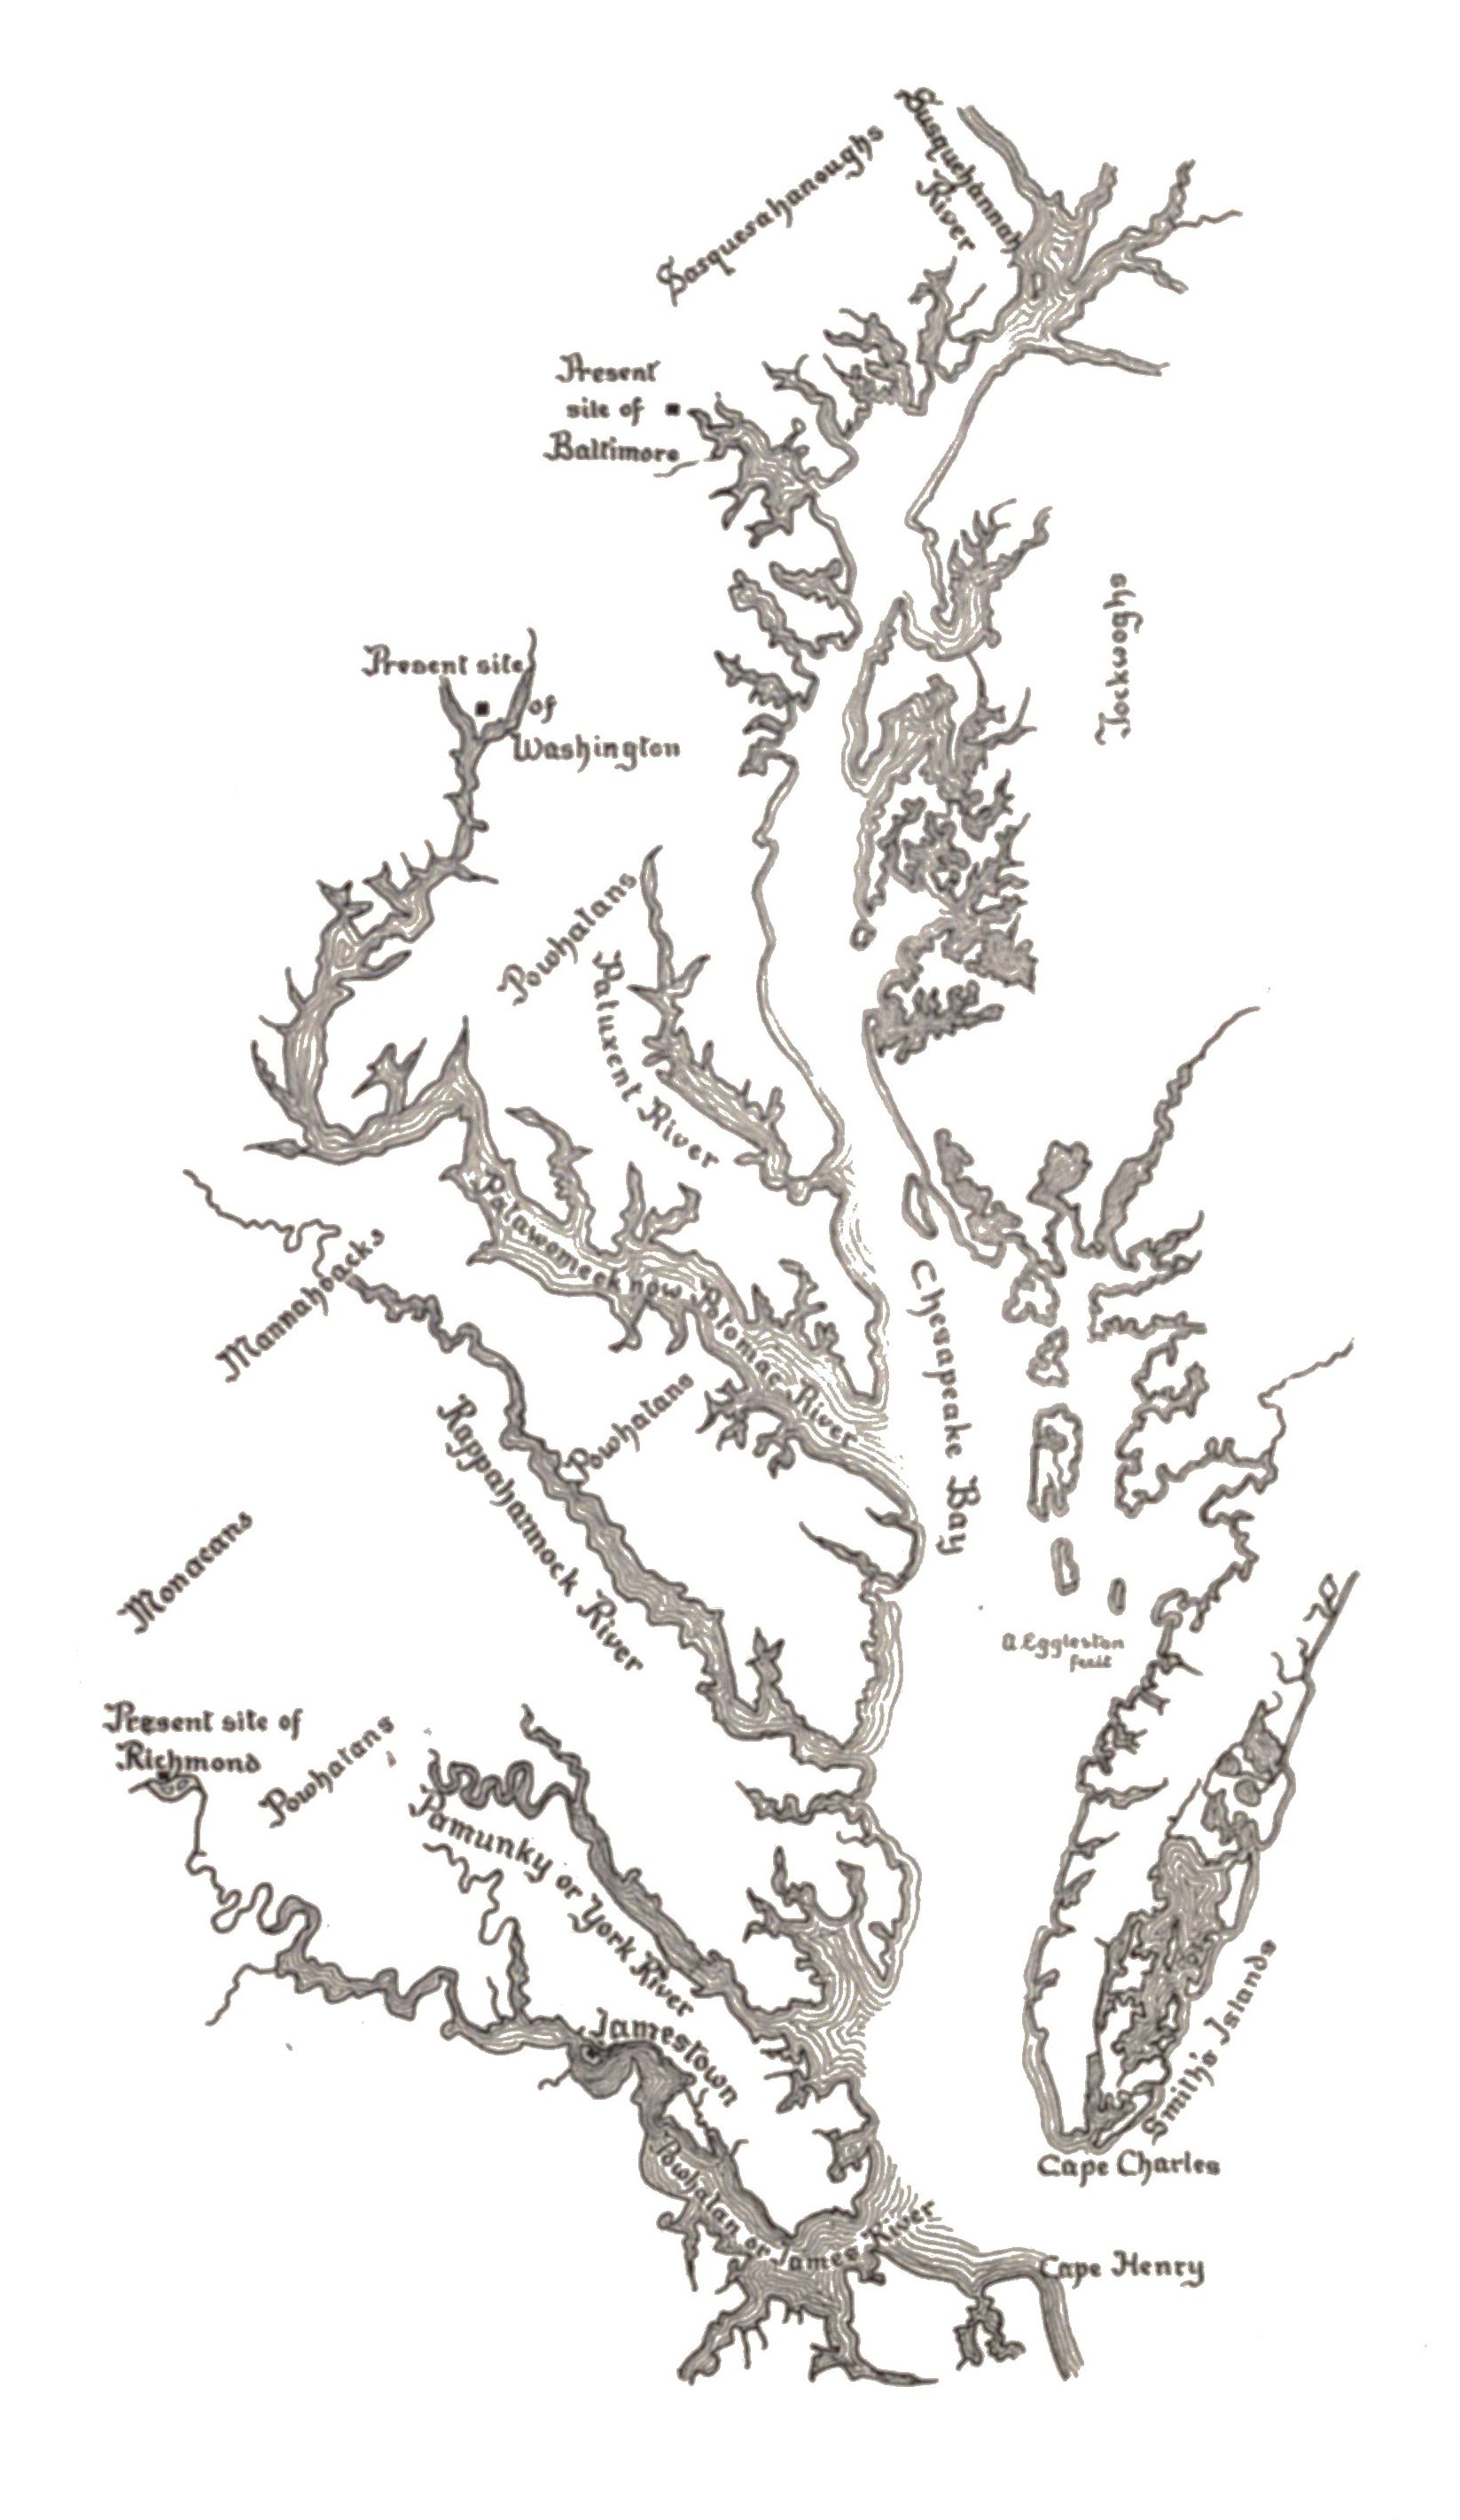 Susquehannah
River
Sasquesahanoughs
Present
site of
Baltimore
Tockwoghs
Present site
of
Washington
Powhatans
Patuxent River
Patawomeck now Potomac River
Mannahoacks
Chesapeake Bay
Powhatans
Rappahannock River
Monacans
A. Eggleston
fecit
Present site of
Richmond
Powhatans
Pamunky or York River
Jamestown
Smith's Islands
Cape Charles
Powhatan or James River
Cape Henry